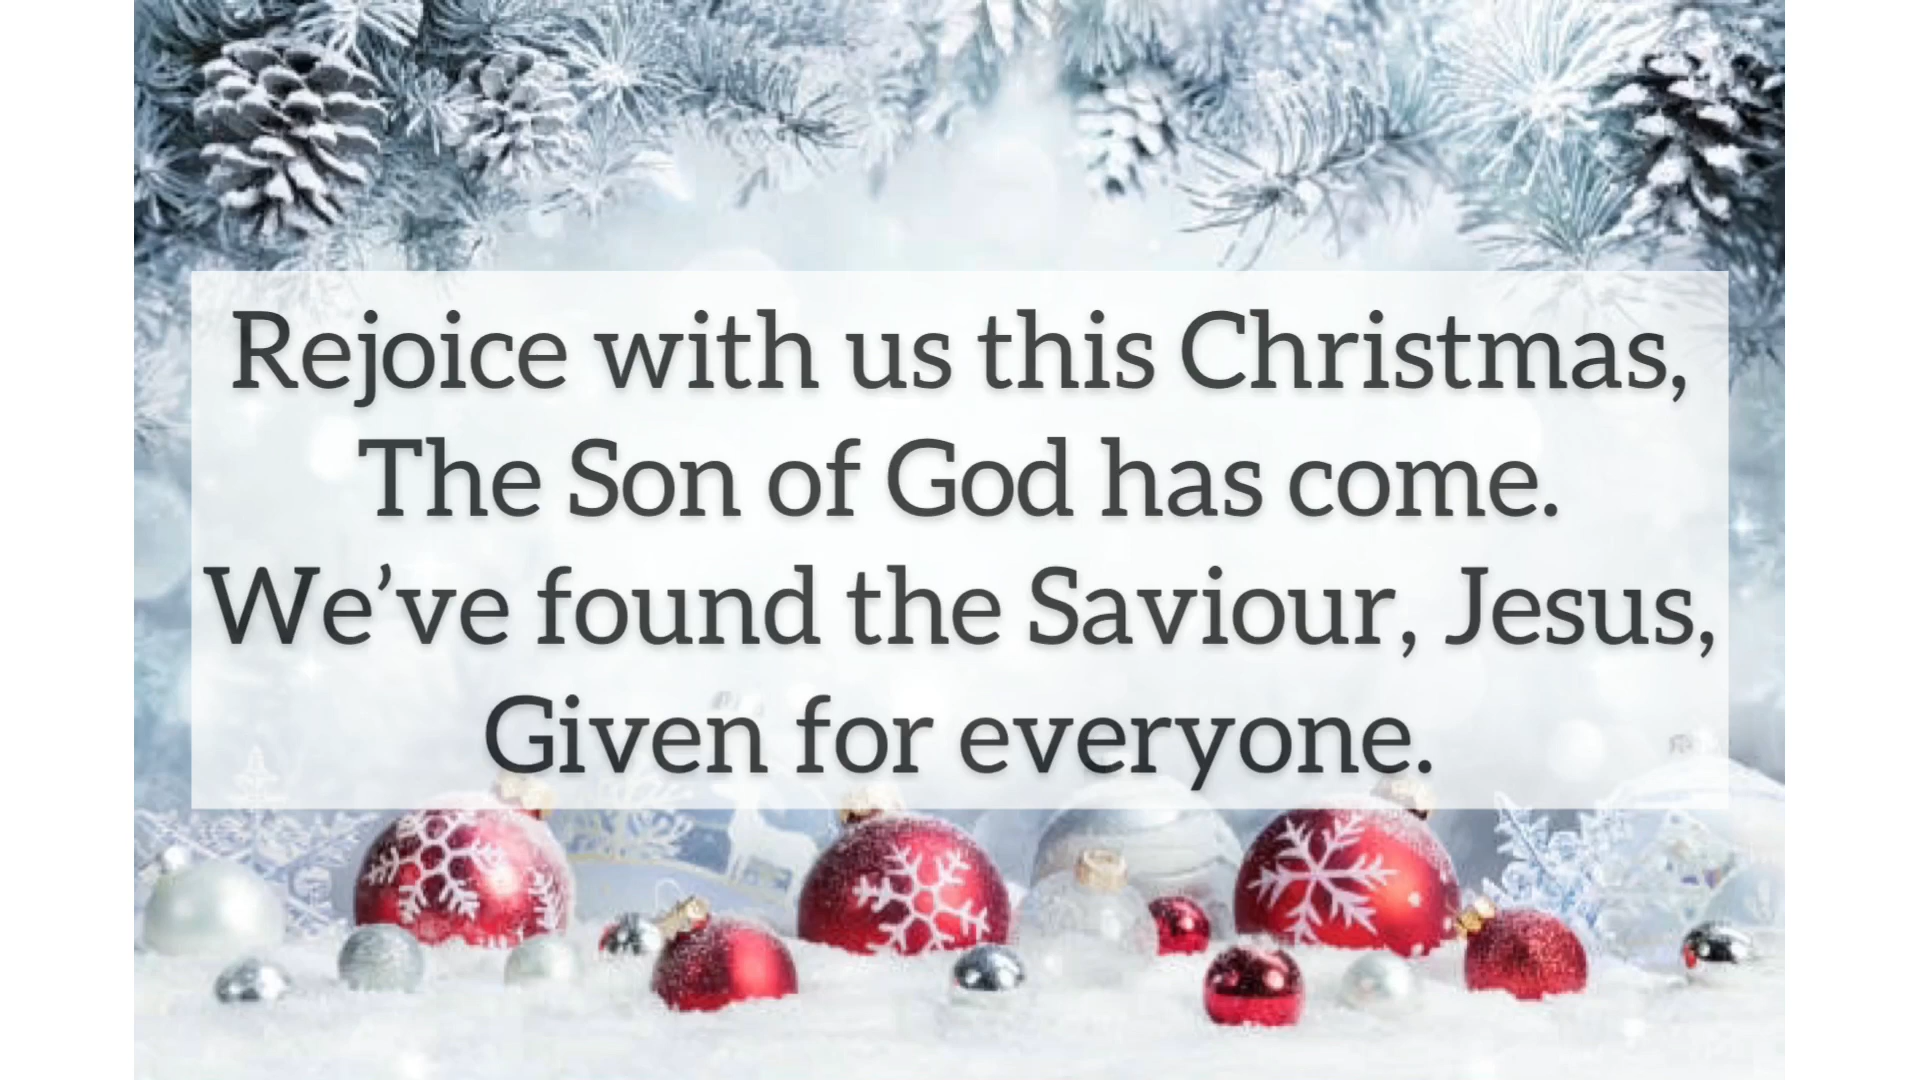 Rejoice with us this Christmas,
The Son of God has come.
We’ve found the Saviour, Jesus,
Given for everyone.